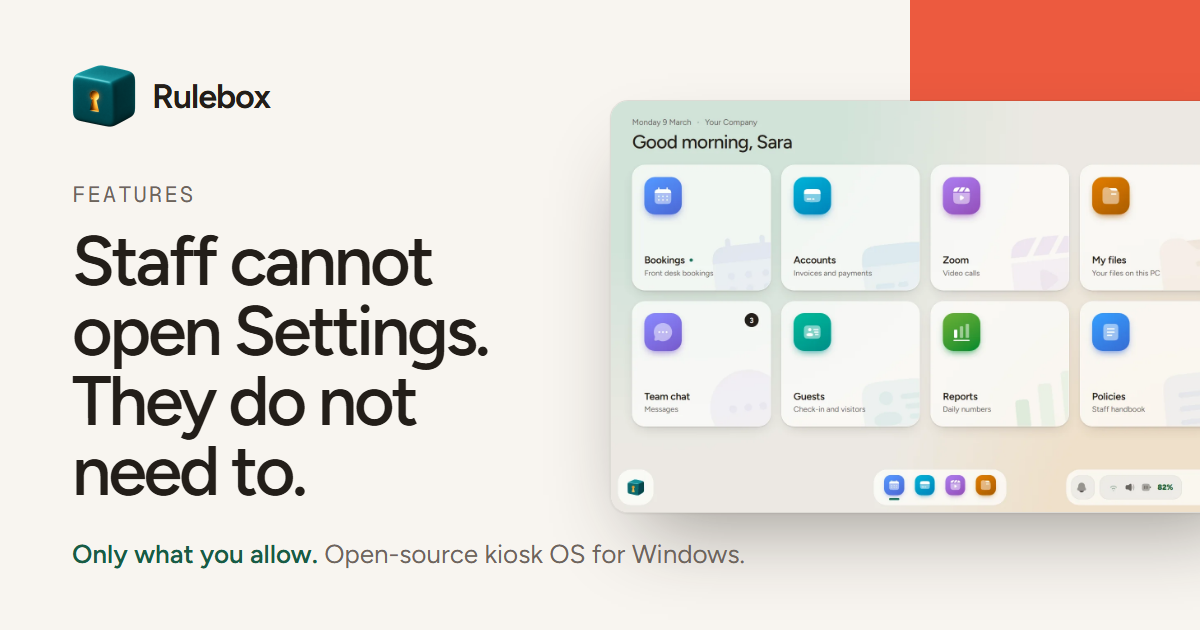 Rulebox
FEATURES
Staff cannot
open Settings.
They do not
need to.
Only what you allow. Open-source kiosk OS for Windows.
Monday 9 March · Your Company
Good morning, Sara
Bookings
Front desk bookings
Accounts
Invoices and payments
Zoom
Video calls
My files
Your files on this PC
3
Team chat
Messages
Guests
Check-in and visitors
Reports
Daily numbers
Policies
Staff handbook
82%